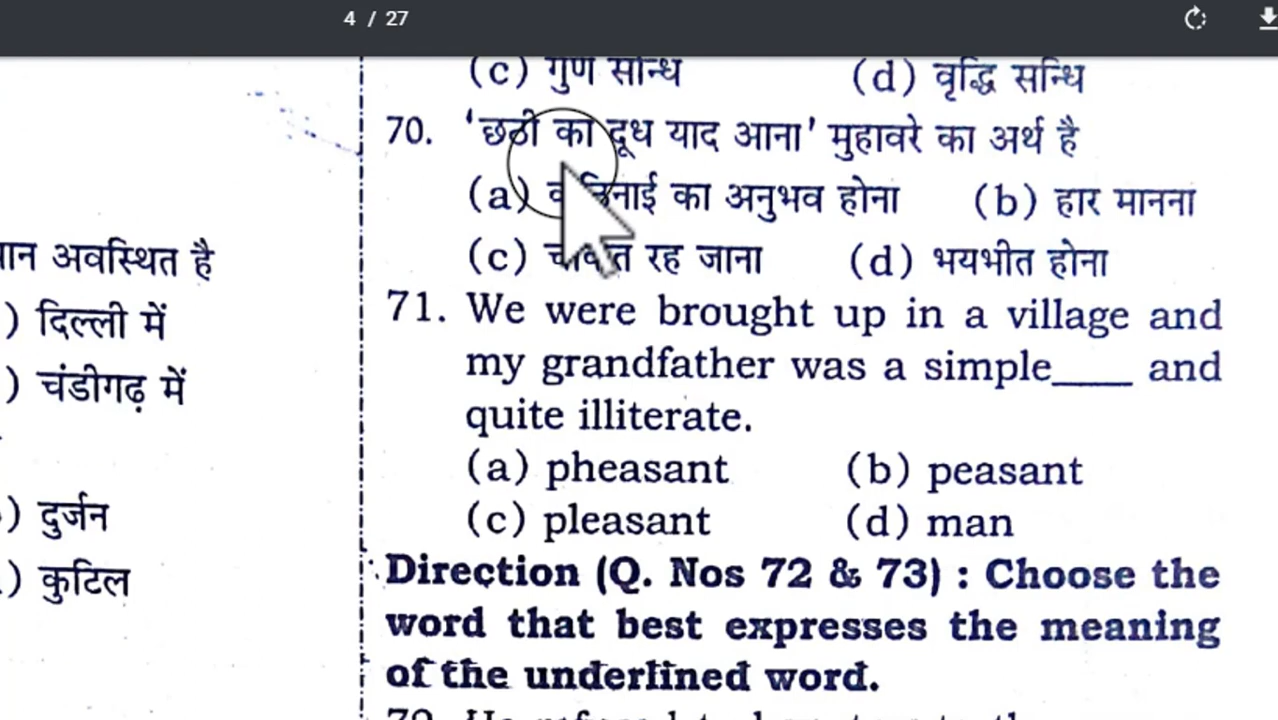 4 / 27
ान अवस्थित है
) दिल्ली में
) चंडीगढ़ में
) दुर्जन
) कुटिल
(c) गुण सन्धि (d) वृद्धि सन्धि
70. 'छठी का दूध याद आना' मुहावरे का अर्थ है
(a) का अनुभव होना (b) हार मानना
(c) रह जाना (d) भयभीत होना
71. We were brought up in a village and
my grandfather was a simple____ and
quite illiterate.
(a) pheasant (b) peasant
(c) pleasant (d) man
Direction (Q. Nos 72 & 73) : Choose the
word that best expresses the meaning
of the underlined word.